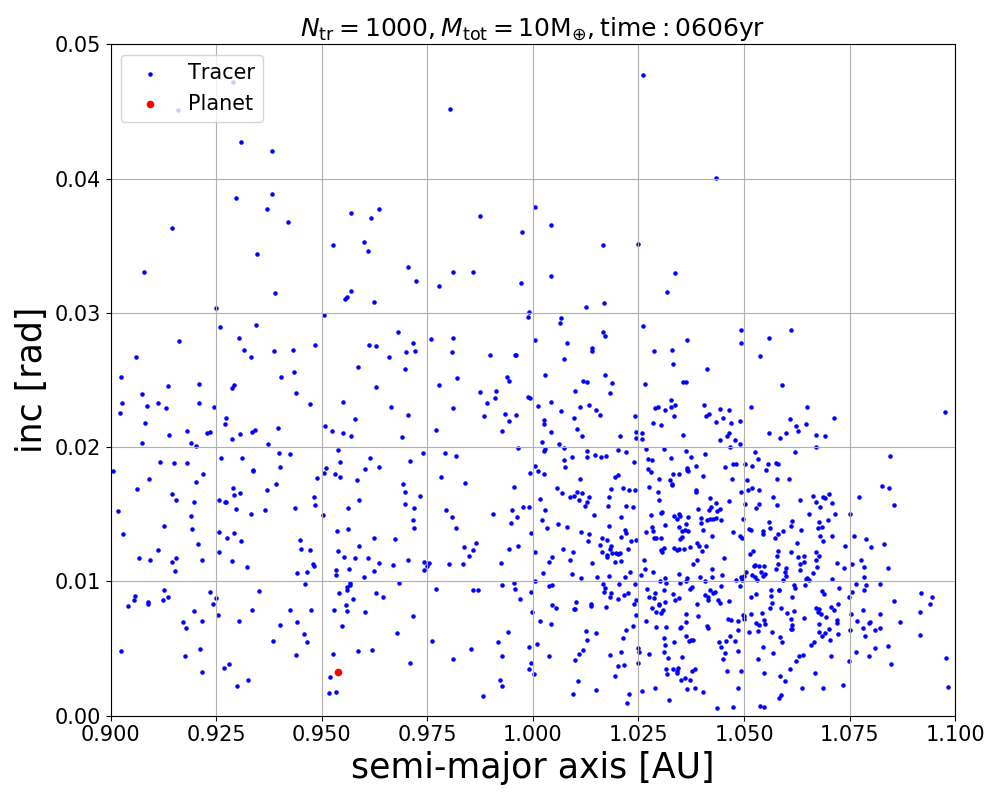 N_tr = 1000, M_tot = 10M_⊕, time : 0606yr
Tracer
Planet
0.05
0.04
0.03
0.02
0.01
0.00
inc [rad]
0.900 0.925 0.950 0.975 1.000 1.025 1.050 1.075 1.100
semi-major axis [AU]